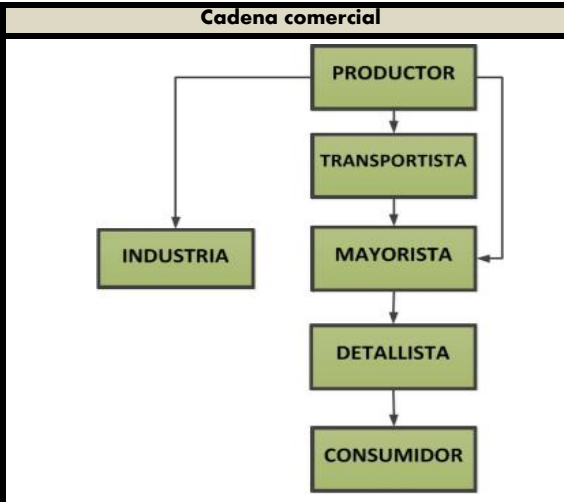 Cadena comercial
PRODUCTOR
TRANSPORTISTA
INDUSTRIA
MAYORISTA
DETALLISTA
CONSUMIDOR